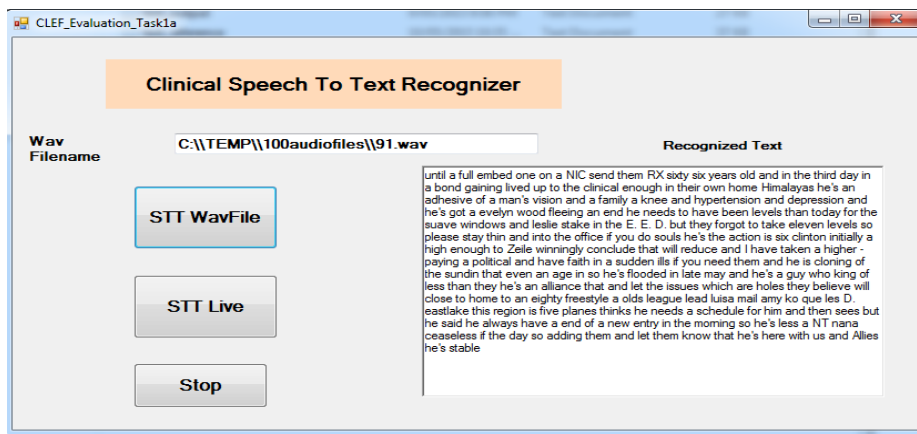 CLEF_Evaluation_Task1a
Clinical Speech To Text Recognizer
Wav
Filename
C:\\TEMP\\100audiofiles\\91.wav
Recognized Text
STT WavFile
STT Live
Stop
until a full embed one on a NIC send them RX sixty six years old and in the third day in
a bond gaining lived up to the clinical enough in their own home Himalayas he's an
adhesive of a man's vision and a family a knee and hypertension and depression and
he's got a evelyn wood fleeing an end he needs to have been levels than today for the
suave windows and leslie stake in the E. E. D. but they forgot to take eleven levels so
please stay thin and into the office if you do souls he's the action is six clinton initially a
high enough to Zeile winningly conclude that will reduce and I have taken a higher -
paying a political and have faith in a sudden ills if you need them and he is cloning of
the sundin that even an age in so he's flooded in late may and he's a guy who king of
less than they he's an alliance that and let the issues which are holes they believe will
close to home to an eighty freestyle a olds league lead luisa mail amy ko que les D.
eastlake this region is five planes thinks he needs a schedule for him and then sees but
he said he always have a end of a new entry in the morning so he's less a NT nana
ceaseless if the day so adding them and let them know that he's here with us and Allies
he's stable